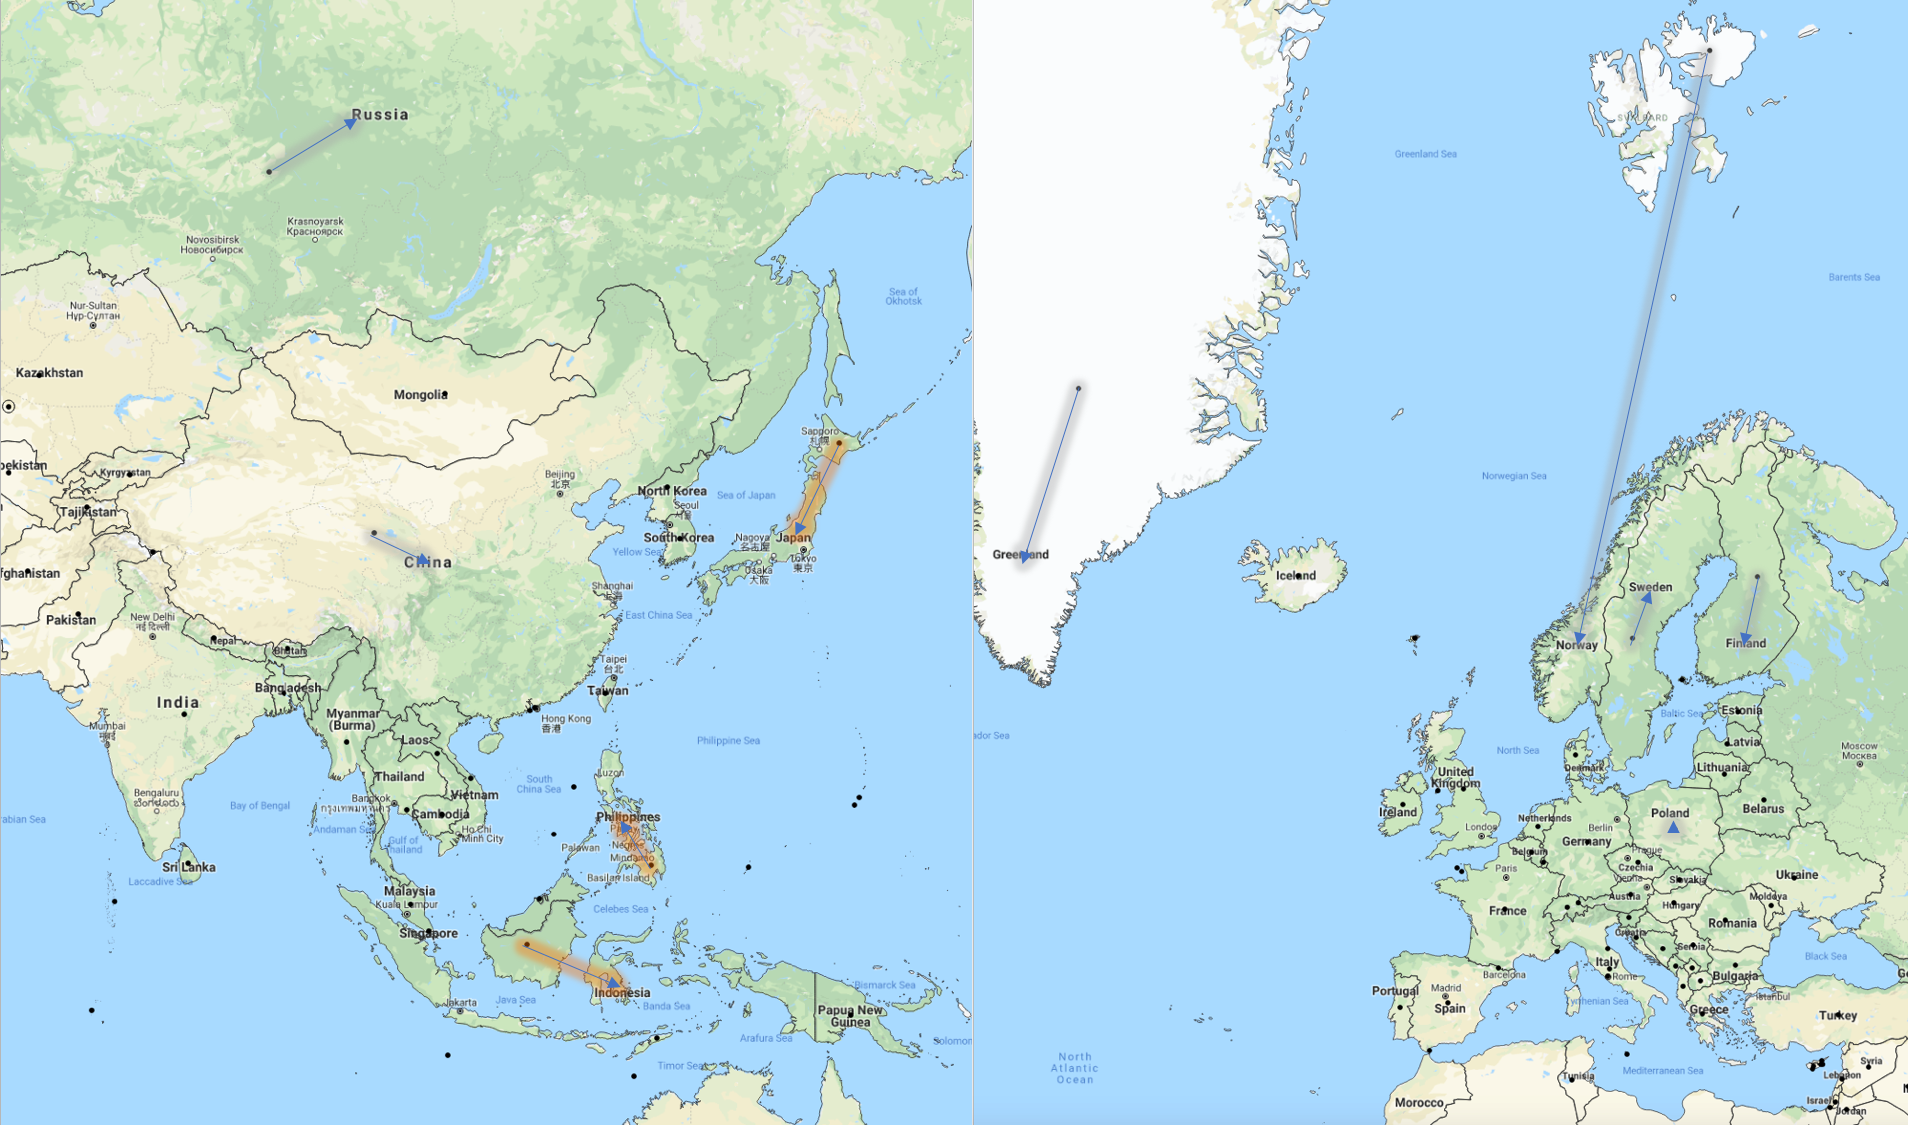 Russia
Krasnoyarsk
Красноярск
Novosibirsk
Новосибирск
Nur-Sultan
Нұр-Сұлтан
Sea of
Okhotsk
Kazakhstan
Mongolia
Sapporo
札幌
bekistan
Kyrgyzstan
Beijing
北京
North Korea
Sea of Japan
Seoul
서울
Tajikistan
South Korea
Nagoya
名古屋
Japan
Tokyo
東京
Yellow Sea
Osaka
大阪
China
fghanistan
Shanghai
上海
East China Sea
Pakistan
New Delhi
नई दिल्ली
Nepal
Bhutan
Taipei
台北
Bangladesh
Taiwan
India
Myanmar
(Burma)
Hong Kong
香港
Mumbai
मुंबई
Laos
Philippine Sea
Luzon
Thailand
South
China Sea
Vietnam
Bengaluru
ಬೆಂಗಳೂರು
Bay of Bengal
Bangkok
กรุงเทพมหานคร
Cambodia
Philippines
rabian Sea
Andaman Sea
Ho Chi
Minh City
Gulf of
Thailand
Palawan
Negros
Mindanao
Basilan Island
Sri Lanka
Laccadive Sea
Malaysia
Kuala Lumpur
Celebes Sea
Singapore
Indonesia
Jakarta
Java Sea
Banda Sea
Bismarck Sea
Papua New
Guinea
Arafura Sea
Solomon
Timor Sea
SVALBARD
Greenland Sea
Barents Sea
Norwegian Sea
Greenland
Iceland
Sweden
Norway
Finland
ador Sea
Baltic Sea
Estonia
North Sea
Latvia
Moscow
Москва
Denmark
Lithuania
United
Kingdom
Ireland
Belarus
Poland
Netherlands
London
Berlin
Germany
Belgium
Prague
Czechia
Paris
Vienna
Slovakia
Ukraine
Austria
Hungary
Moldova
France
Romania
Croatia
Serbia
Italy
Black Sea
Barcelona
Rome
Bulgaria
Portugal
Madrid
Spain
Tyrrhenian Sea
Istanbul
Greece
Turkey
North
Atlantic
Ocean
Tunisia
Mediterranean Sea
Syria
Lebanon
Israel
Jordan
Morocco